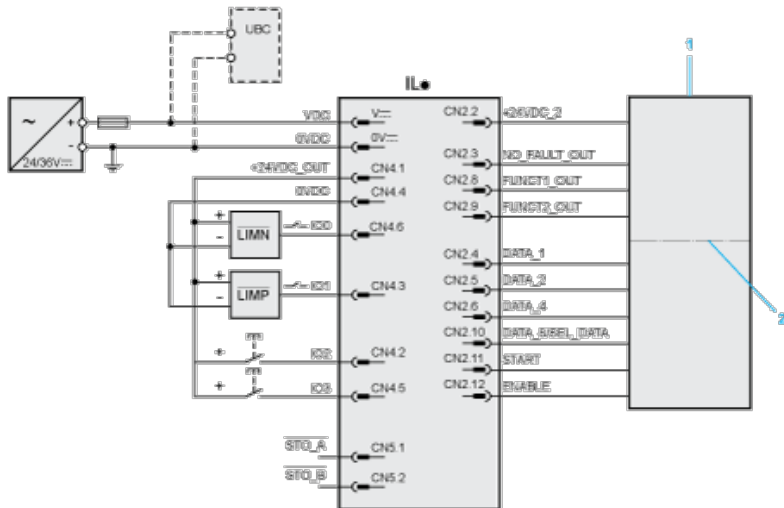 1
UBC
IL●
VDC
V⎓
0VDC
0V⎓
+
-
~
24/36V⎓
+24VDC_OUT
CN4.1
0VDC
CN4.4
+
-
LIMN
IO0
CN4.6
+
-
LIMP
IO1
CN4.3
+
IO2
CN4.2
+
IO3
CN4.5
STO_A
CN5.1
STO_B
CN5.2
CN2.2
+24VDC_2
CN2.3
NO_FAULT_OUT
CN2.8
FUNCT1_OUT
CN2.9
FUNCT2_OUT
CN2.4
DATA_1
CN2.5
DATA_2
CN2.6
DATA_4
CN2.10
DATA_8/SEL_DATA
CN2.11
START
CN2.12
ENABLE
2